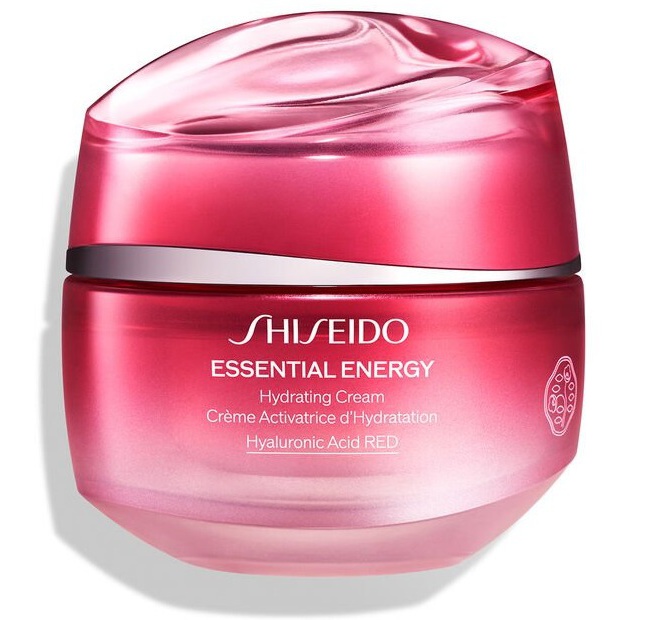 SHISEIDO
ESSENTIAL ENERGY
Hydrating Cream
Crème Activatrice d'Hydratation
Hyaluronic Acid RED